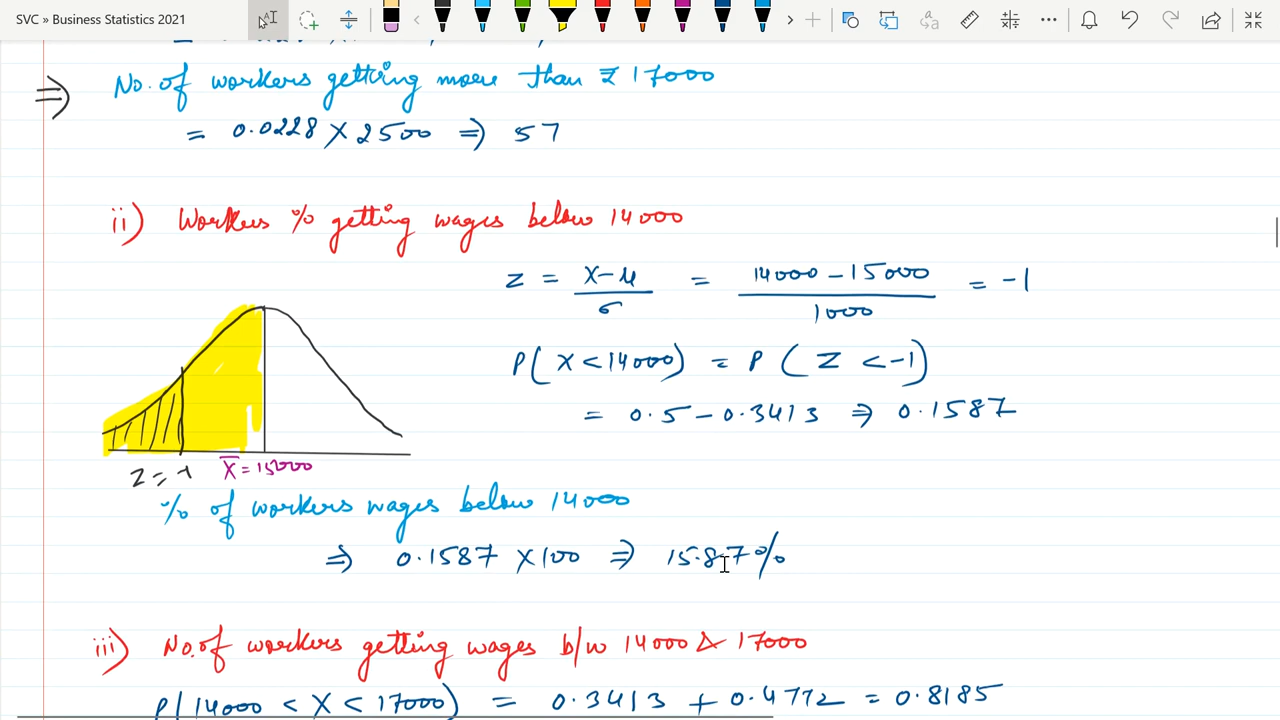 SVC » Business Statistics 2021
No. of workers getting more than ₹ 17000
⇒
= 0.0228 X 2500 ⇒ 57
ii) Workers % getting wages below 14000
Z = X-μ / σ = 14000 - 15000 / 1000 = -1
P( X < 14000) = P ( Z < -1)
= 0.5 - 0.3413 ⇒ 0.1587
Z = -1 X̄ = 15000
% of workers wages below 14000
⇒ 0.1587 X 100 ⇒ 15.87%
iii) No. of workers getting wages b/w 14000 & 17000
P(14000 < X < 17000) = 0.3413 + 0.4772 = 0.8185